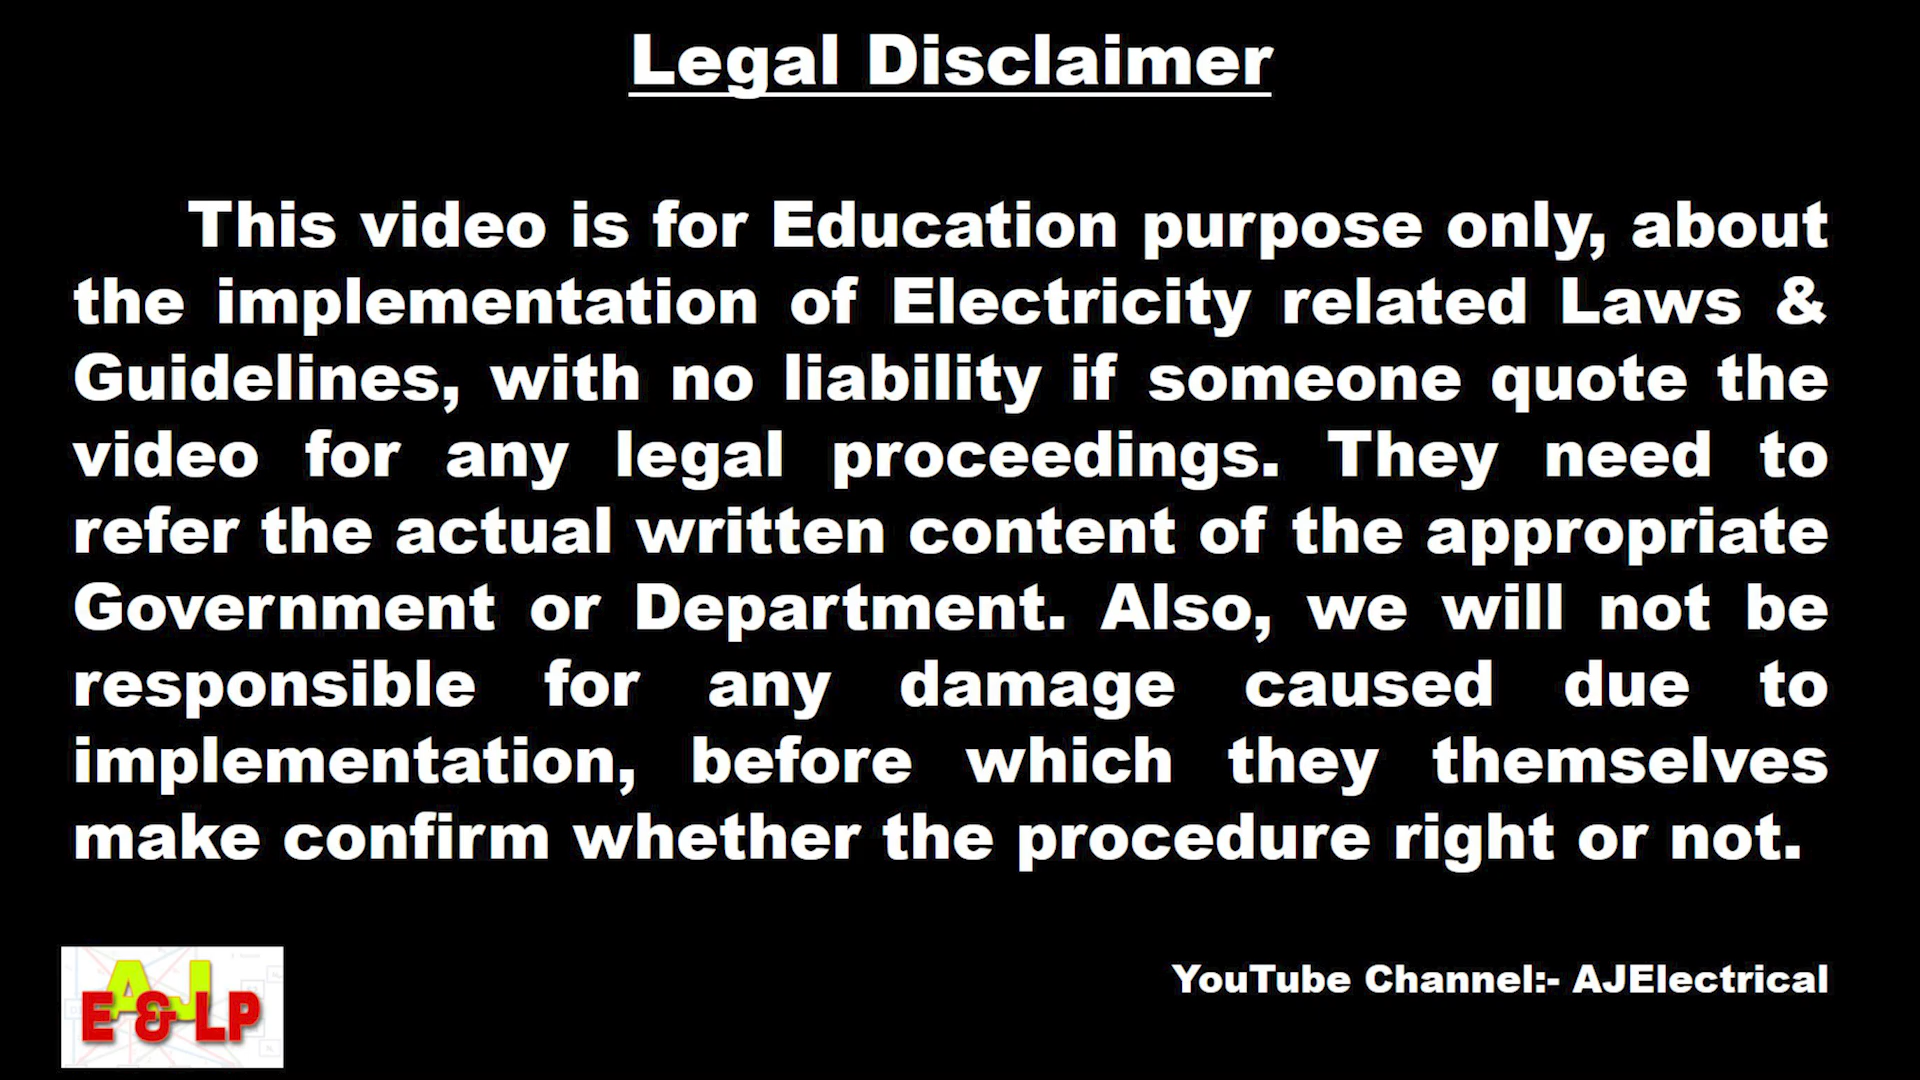 Legal Disclaimer
This video is for Education purpose only, about
the implementation of Electricity related Laws &
Guidelines, with no liability if someone quote the
video for any legal proceedings. They need to
refer the actual written content of the appropriate
Government or Department. Also, we will not be
responsible for any damage caused due to
implementation, before which they themselves
make confirm whether the procedure right or not.
AJ
E & LP
YouTube Channel:- AJElectrical